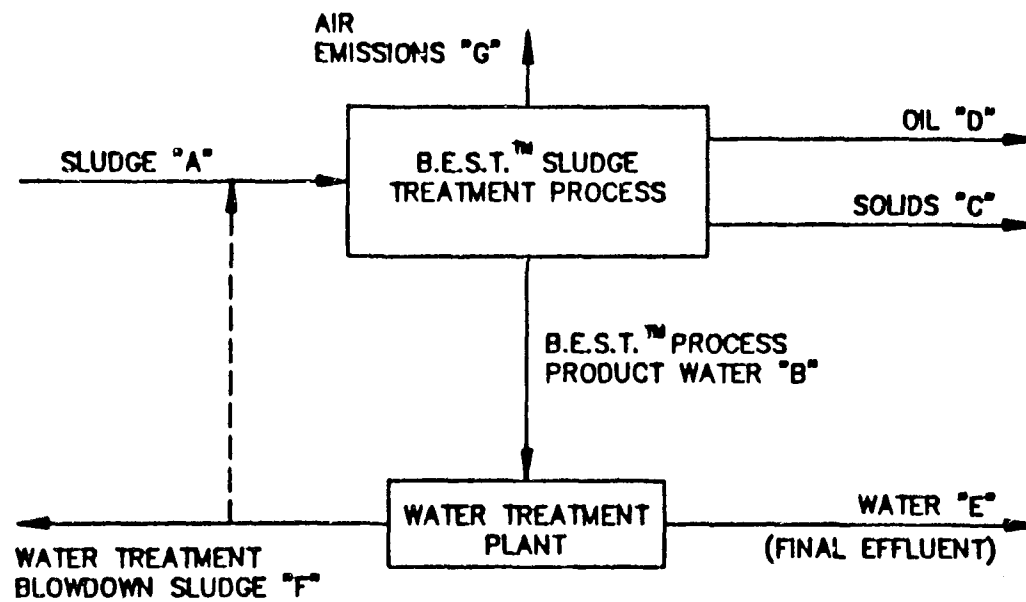 AIR
EMISSIONS "G"
OIL "D"
SLUDGE "A"
B.E.S.T.™ SLUDGE
TREATMENT PROCESS
SOLIDS "C"
B.E.S.T.™ PROCESS
PRODUCT WATER "B"
WATER TREATMENT
PLANT
WATER "E"
(FINAL EFFLUENT)
WATER TREATMENT
BLOWDOWN SLUDGE "F"